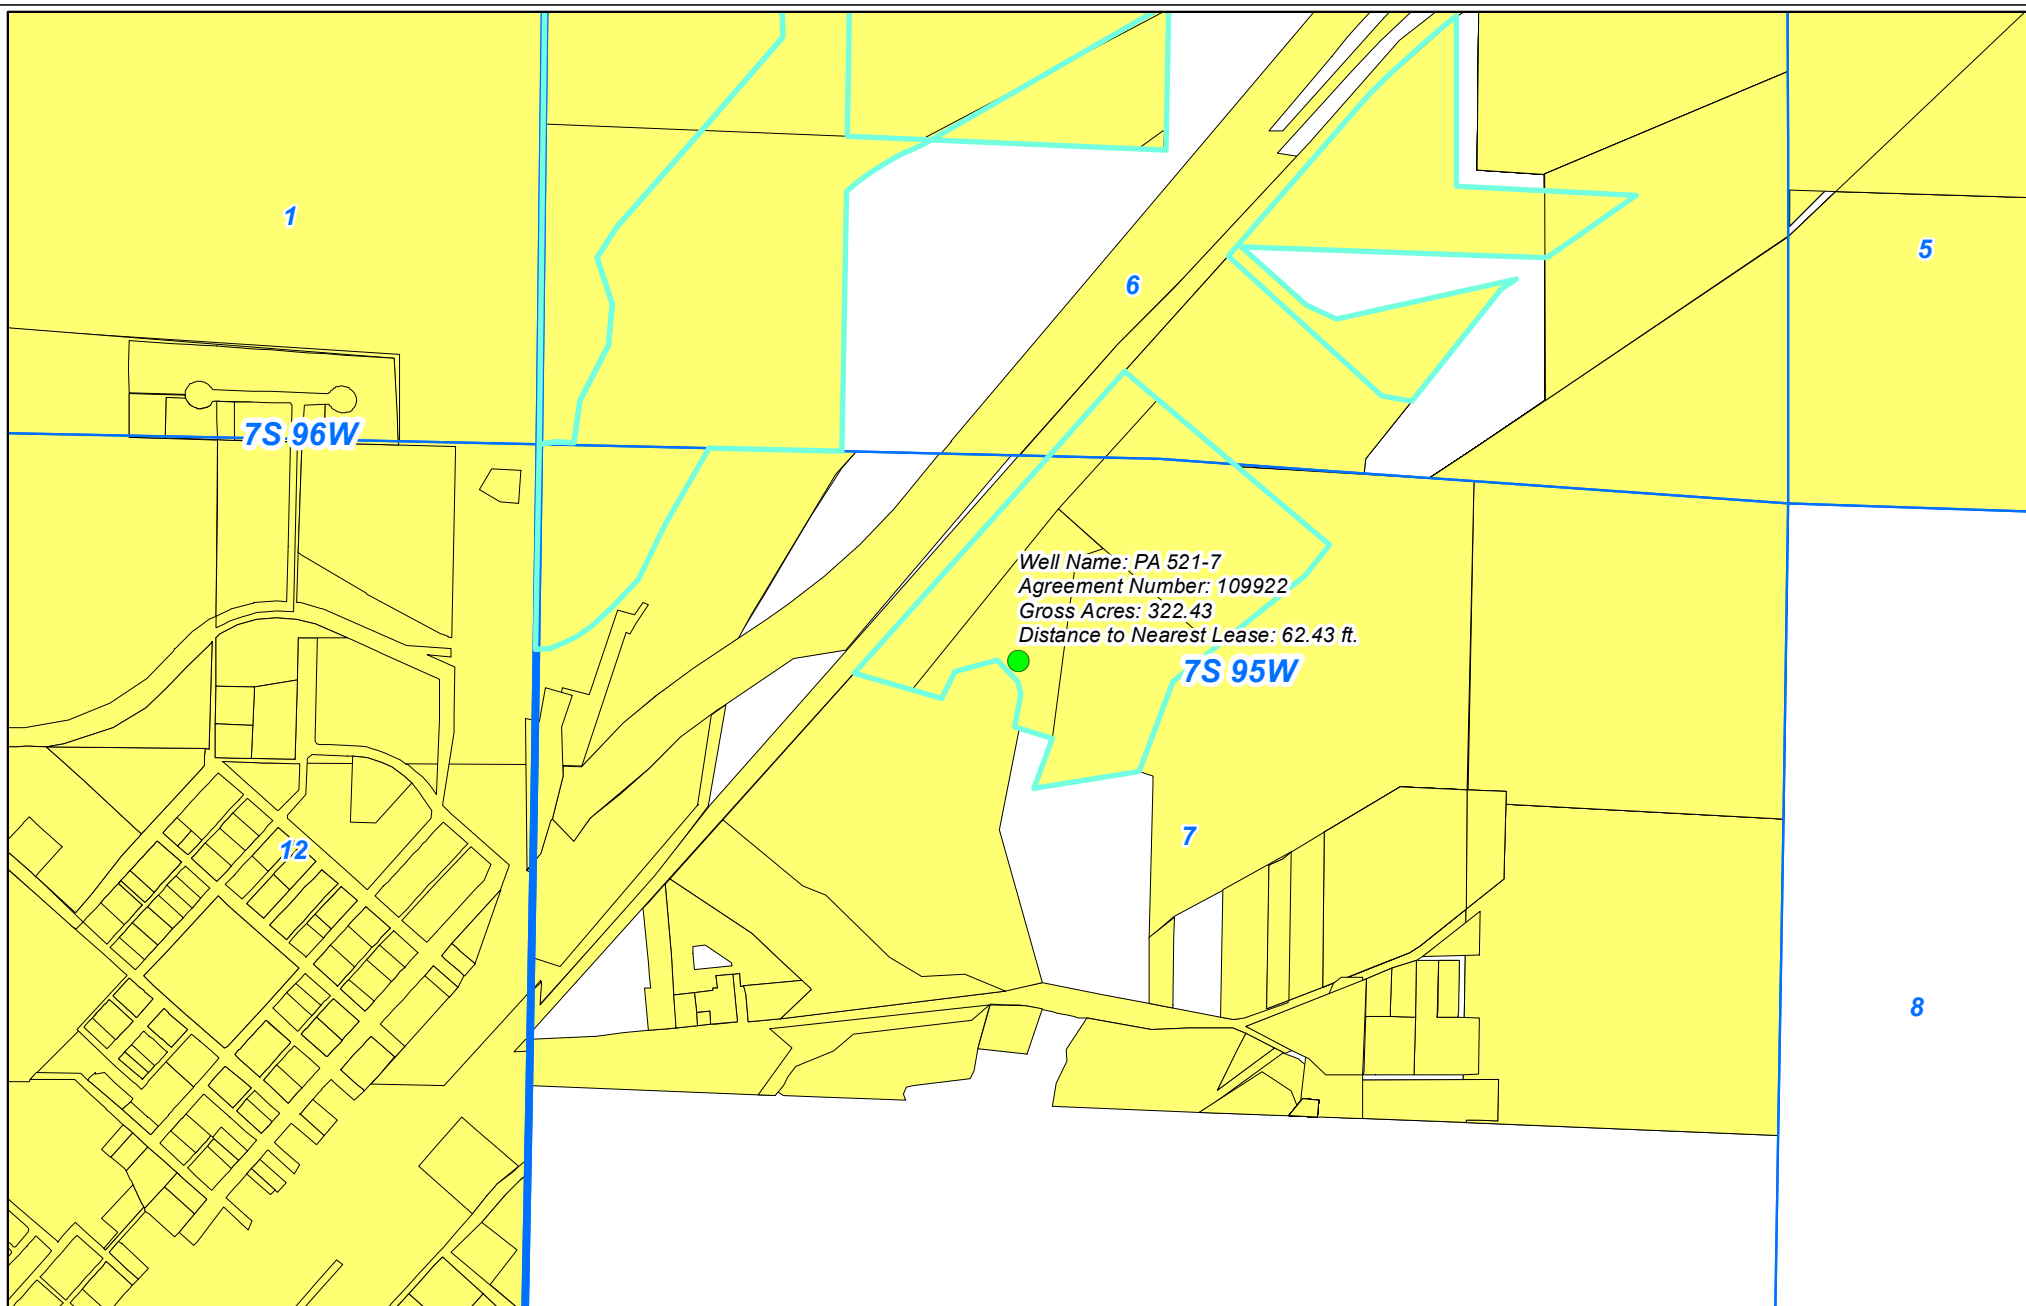 1
5
6
7S 96W
Well Name: PA 521-7
Agreement Number: 109922
Gross Acres: 322.43
Distance to Nearest Lease: 62.43 ft.
7S 95W
7
12
8